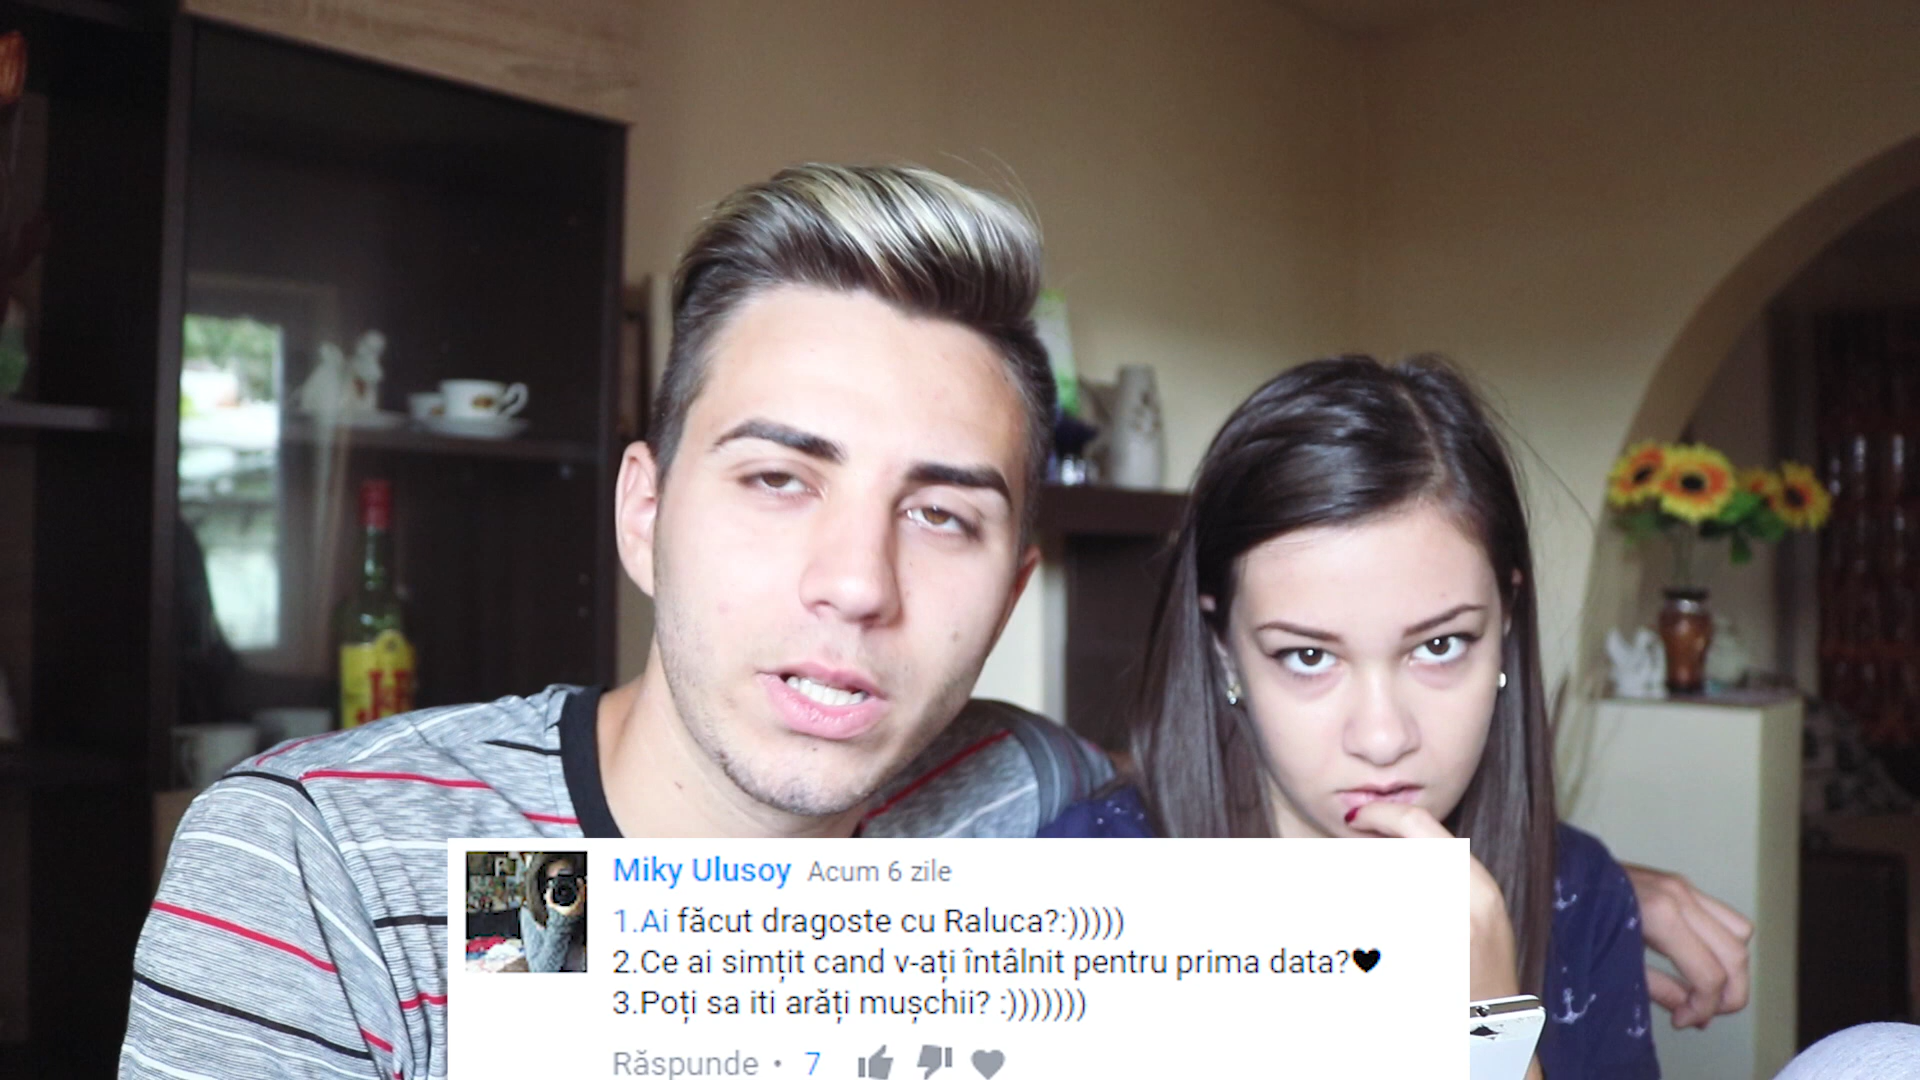 J&B
Miky Ulusoy Acum 6 zile
1.Ai făcut dragoste cu Raluca?:)))))
2.Ce ai simțit cand v-ați întâlnit pentru prima data?🖤
3.Poți sa iti arăți mușchii? :)))))))
Răspunde • 7